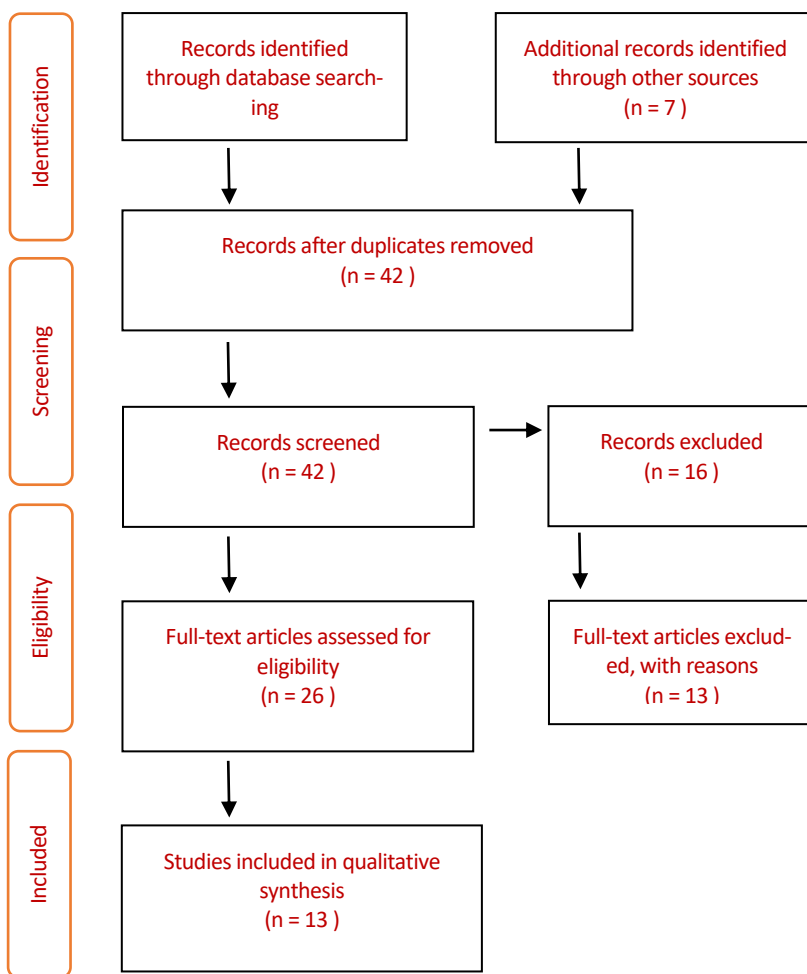 Identification
Records identified
through database search-
ing
Additional records identified
through other sources
(n = 7 )
Records after duplicates removed
(n = 42 )
Screening
Records screened
(n = 42 )
Records excluded
(n = 16 )
Eligibility
Full-text articles assessed for
eligibility
(n = 26 )
Full-text articles exclud-
ed, with reasons
(n = 13 )
Included
Studies included in qualitative
synthesis
(n = 13 )